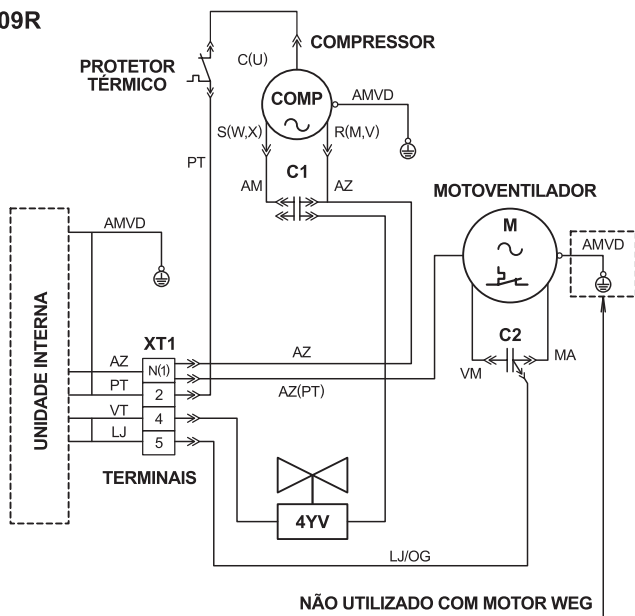 09R
PROTETOR
TÉRMICO
C(U)
COMPRESSOR
COMP
AMVD
S(W,X)
R(M,V)
PT
C1
AM
AZ
MOTOVENTILADOR
M
AMVD
AMVD
UNIDADE INTERNA
XT1
C2
AZ
N(1)
AZ
VM
MA
PT
2
AZ(PT)
VT
4
LJ
5
TERMINAIS
4YV
LJ/OG
NÃO UTILIZADO COM MOTOR WEG